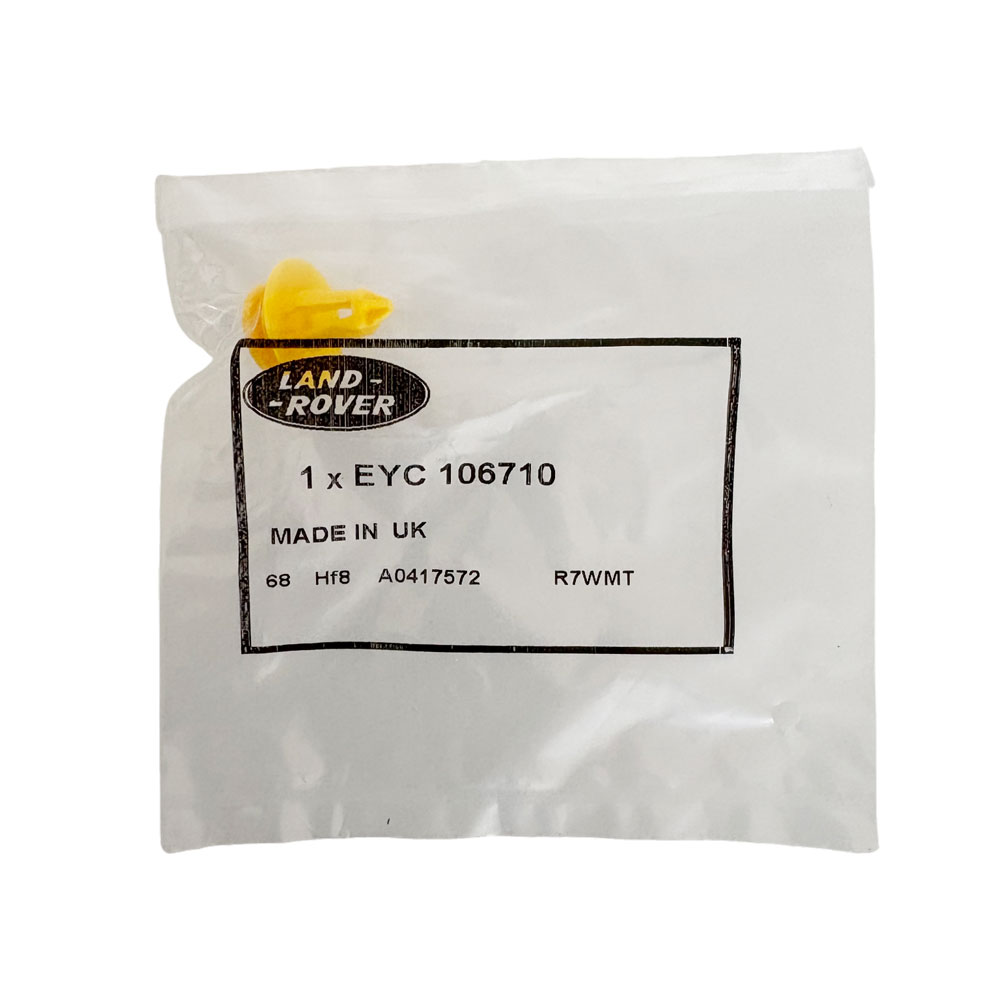 LAND -
- ROVER
1 x EYC 106710
MADE IN UK
68 Hf8 A0417572 R7WMT